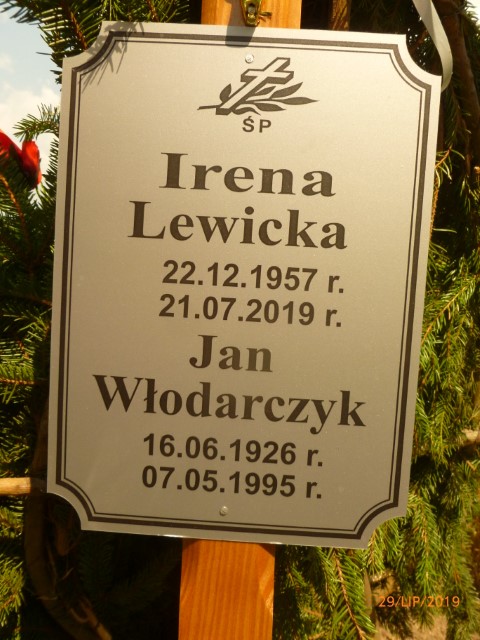 ŚP
Irena
Lewicka
22.12.1957 r.
21.07.2019 r.
Jan
Włodarczyk
16.06.1926 r.
07.05.1995 r.
29/LIP/2019